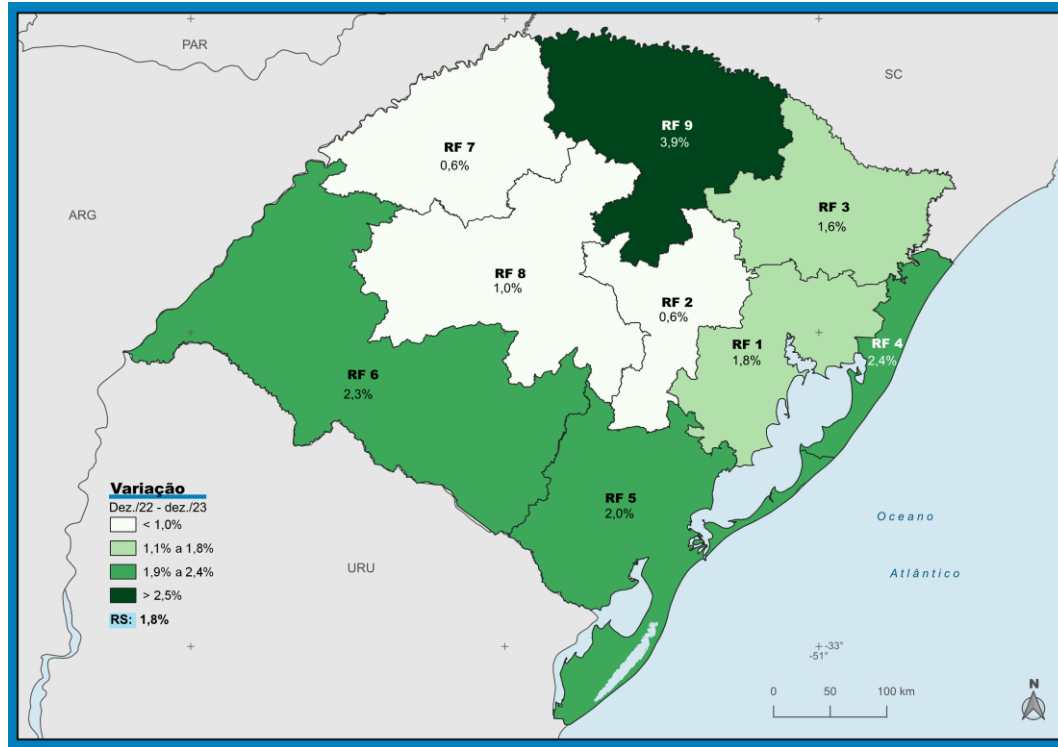 PAR
SC
RF 9
3,9%
RF 7
0,6%
ARG
RF 3
1,6%
RF 8
1,0%
RF 2
0,6%
RF 1
1,8%
RF 4
2,4%
RF 6
2,3%
RF 5
2,0%
Variação
Dez./22 - dez./23
< 1,0%
1,1% a 1,8%
1,9% a 2,4%
> 2,5%
RS: 1,8%
URU
Oceano
Atlântico
-33°
-51°
N
0 50 100 km